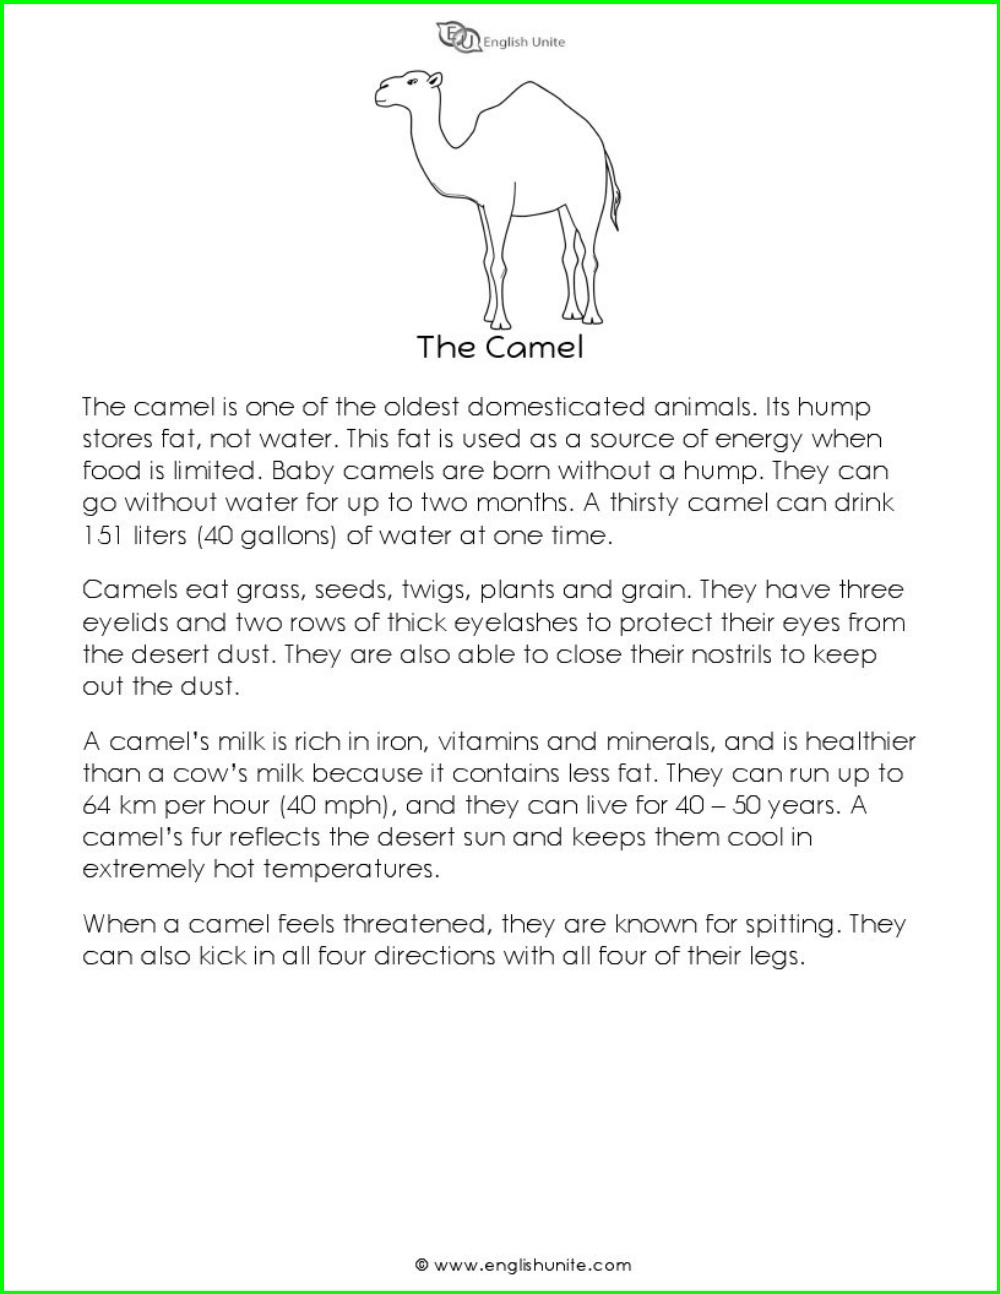 EU English Unite
The Camel
The camel is one of the oldest domesticated animals. Its hump
stores fat, not water. This fat is used as a source of energy when
food is limited. Baby camels are born without a hump. They can
go without water for up to two months. A thirsty camel can drink
151 liters (40 gallons) of water at one time.
Camels eat grass, seeds, twigs, plants and grain. They have three
eyelids and two rows of thick eyelashes to protect their eyes from
the desert dust. They are also able to close their nostrils to keep
out the dust.
A camel's milk is rich in iron, vitamins and minerals, and is healthier
than a cow's milk because it contains less fat. They can run up to
64 km per hour (40 mph), and they can live for 40 – 50 years. A
camel's fur reflects the desert sun and keeps them cool in
extremely hot temperatures.
When a camel feels threatened, they are known for spitting. They
can also kick in all four directions with all four of their legs.
© www.englishunite.com